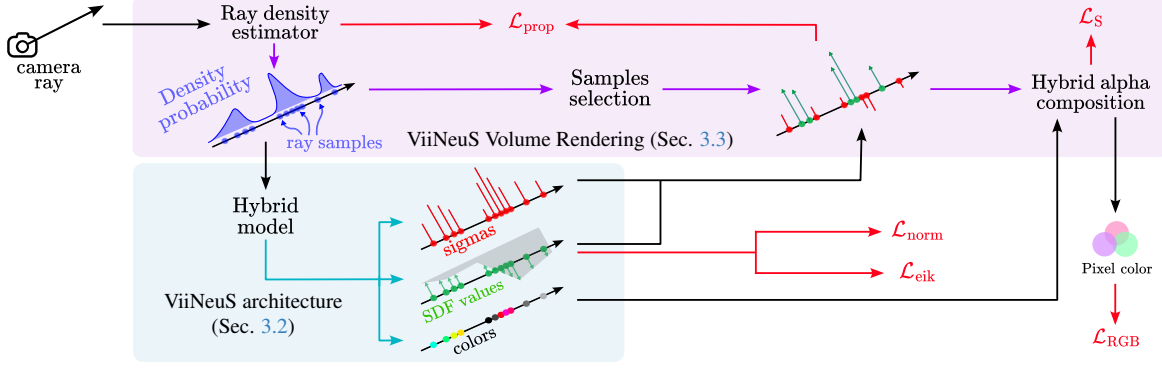 camera
ray
Ray density
estimator
ℒprop
ℒS
Density
probability
ray samples
Samples
selection
Hybrid alpha
composition
ViiNeuS Volume Rendering (Sec. 3.3)
Hybrid
model
sigmas
SDF values
colors
ViiNeuS architecture
(Sec. 3.2)
ℒnorm
ℒeik
Pixel color
ℒRGB